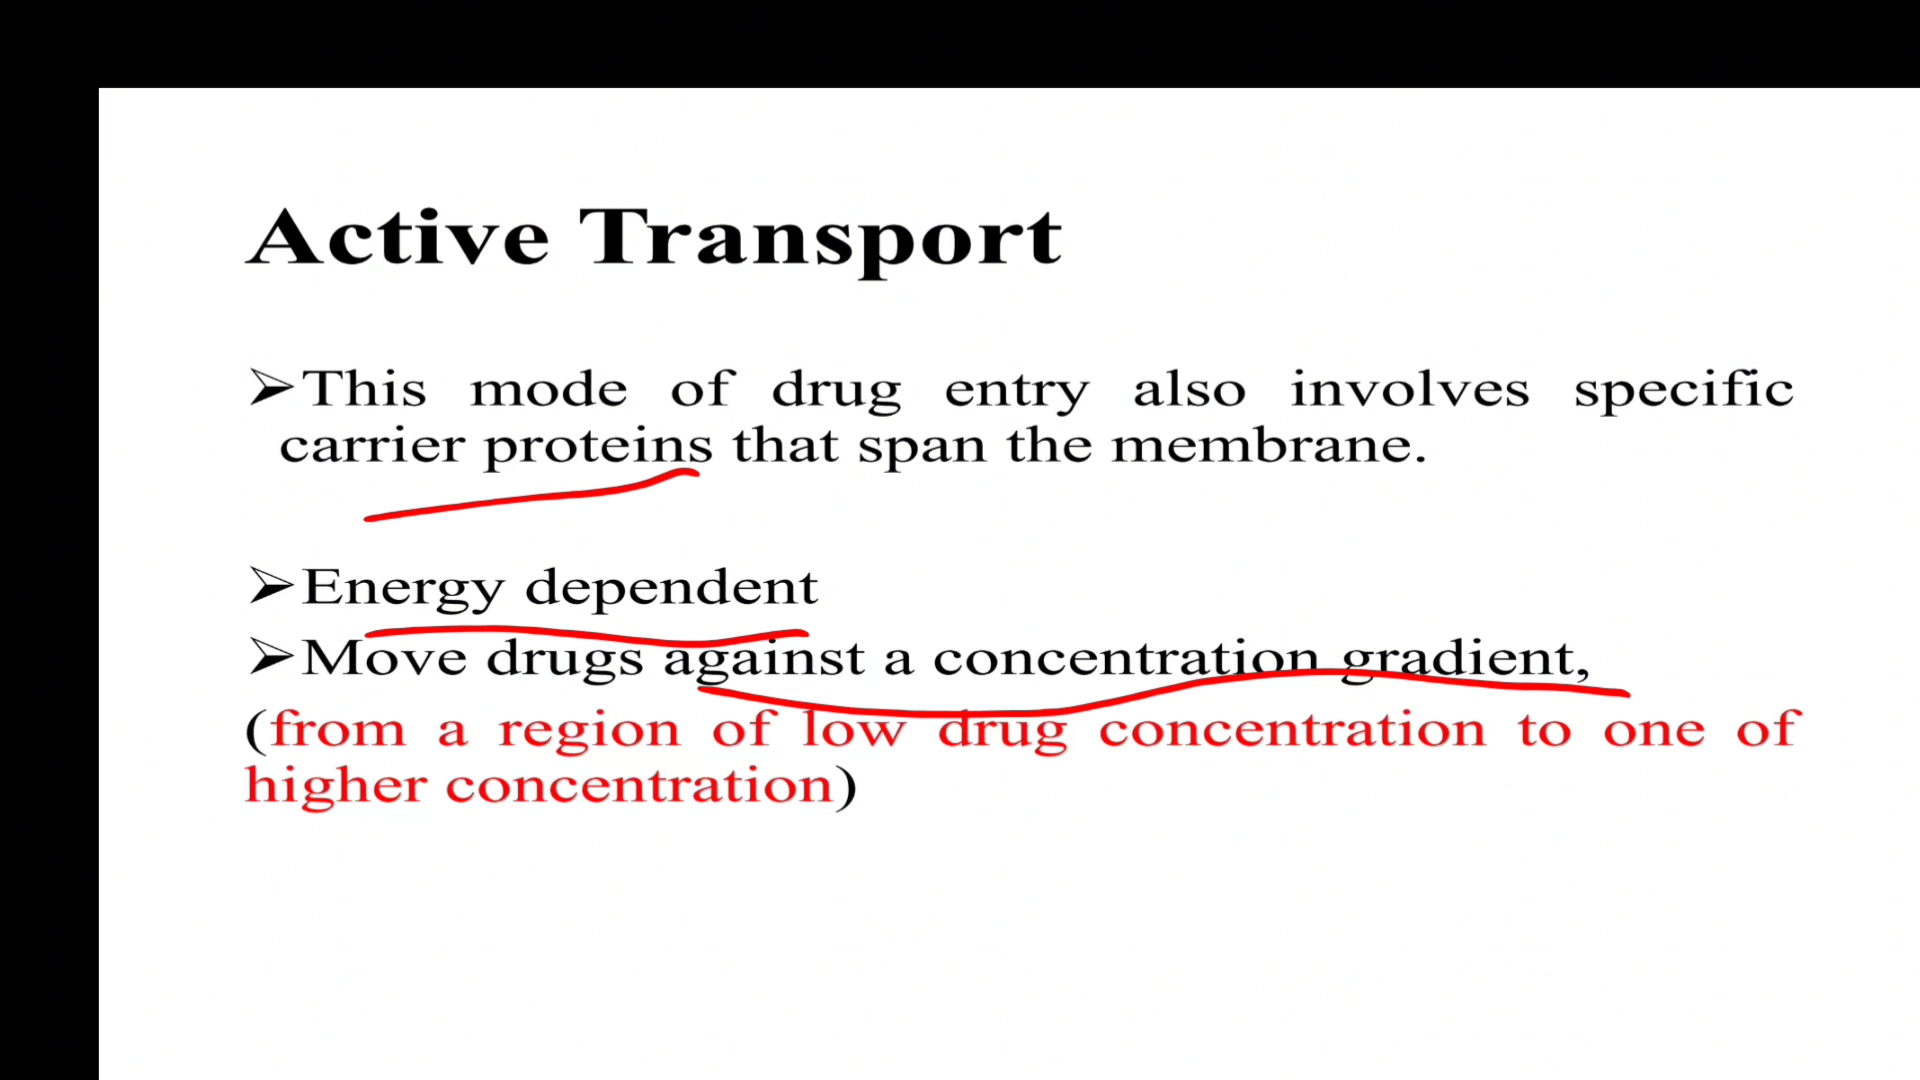 Active Transport
➢This mode of drug entry also involves specific
carrier proteins that span the membrane.
➢Energy dependent
➢Move drugs against a concentration gradient,
(from a region of low drug concentration to one of
higher concentration)